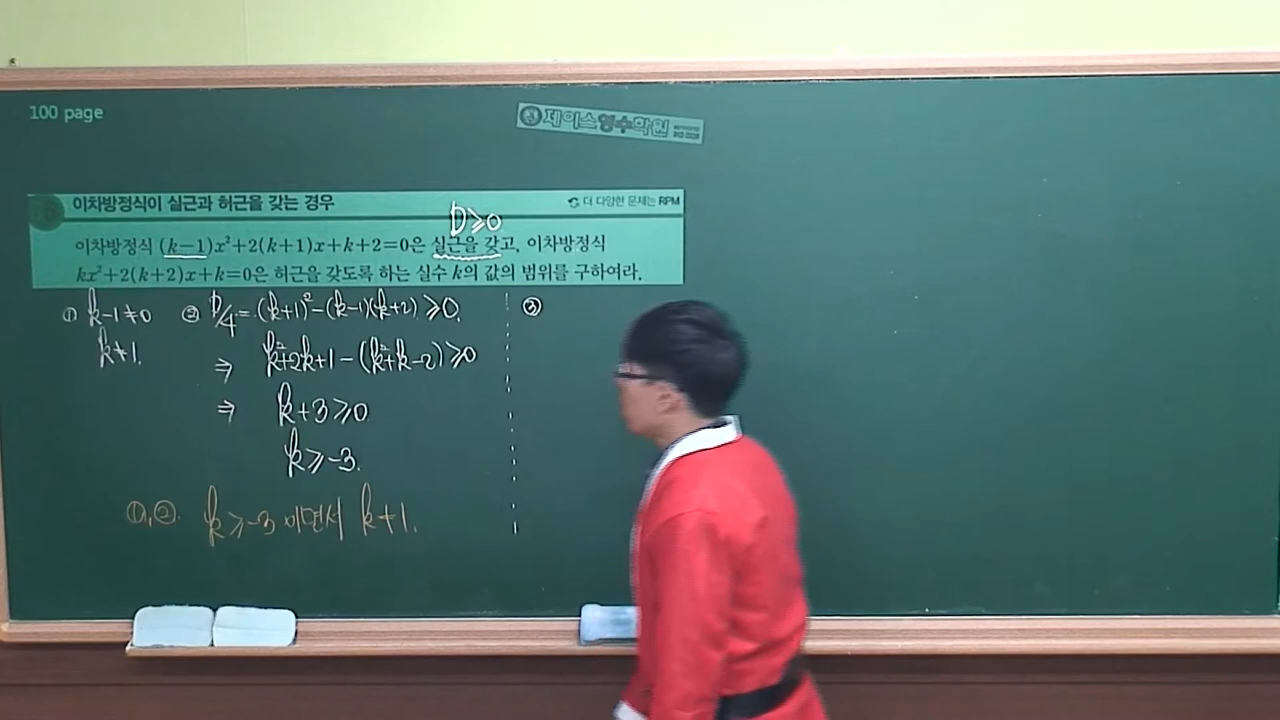 100 page
제이스영수학원
이차방정식이 실근과 허근을 갖는 경우
더 다양한 문제는 RPM
D≥0
이차방정식 (k-1)x²+2(k+1)x+k+2=0은 실근을 갖고, 이차방정식
kx²+2(k+2)x+k=0은 허근을 갖도록 하는 실수 k의 값의 범위를 구하여라.
① k-1≠0
k≠1.
② D/4=(k+1)²-(k-1)(k+2)≥0.
⇒ k²+2k+1-(k²+k-2)≥0
⇒ k+3≥0
k≥-3.
①,②. k≥-3 이면서 k≠1.
③